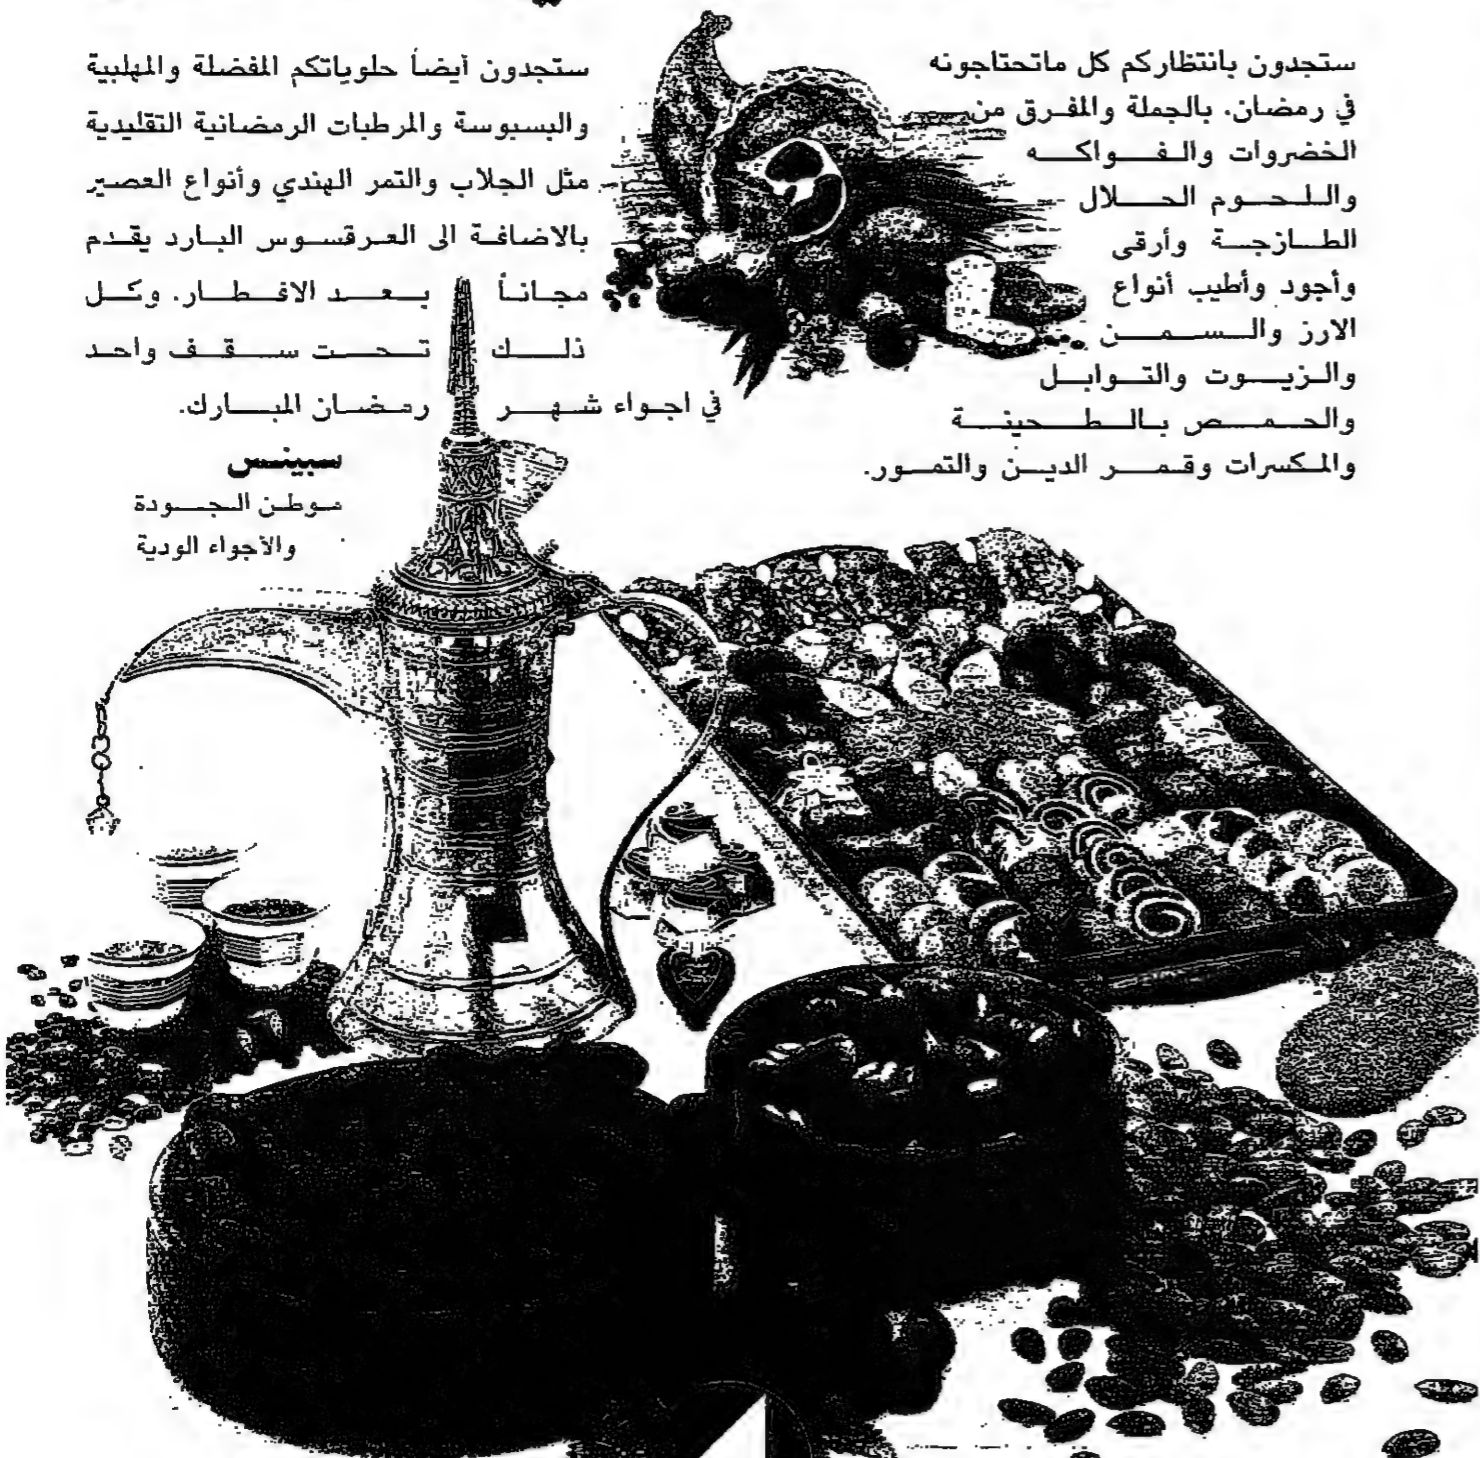 ستجدون بانتظاركم كل ماتحتاجونه
في رمضان. بالجملة والمفرق من
الخضروات والفواكه
واللحوم الحلال
الطازجة وأرقى
وأجود وأطيب أنواع
الارز والسمن
والزيوت والتوابل
والحمص بالطحينة
والمكسرات وقمر الدين والتمور.
ستجدون أيضاً حلوياتكم المفضلة والمهلبية
والبسبوسة والمرطبات الرمضانية التقليدية
مثل الجلاب والتمر الهندي وأنواع العصير
بالاضافة الى العرقسوس البارد يقدم
مجاناً بعد الافطار. وكل
ذلك تحت سقف واحد
في اجواء شهر رمضان المبارك.
سبينس
موطن الجودة
والأجواء الودية